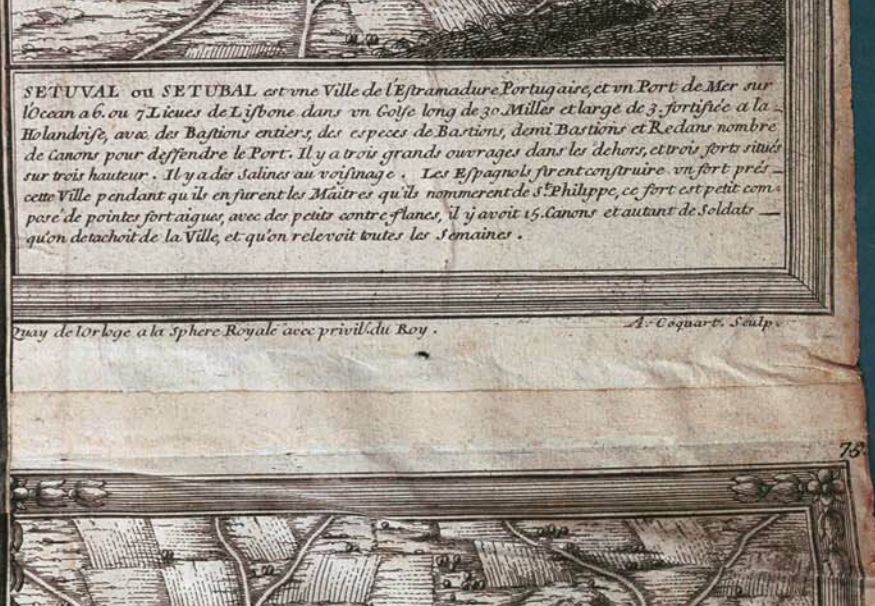 SETUVAL ou SETUBAL est vne Ville de l'Estramadure Portugaise, et vn Port de Mer sur
l'Ocean a 6. ou 7 Lieues de Lisbone dans vn Golfe long de 30 Milles et large de 3. fortifiée a la
Holandoise, avec des Bastions entiers, des especes de Bastions, demi Bastions et Redans nombre
de Canons pour deffendre le Port. Il y a trois grands ouvrages dans les dehors, et trois forts situés
sur trois hauteur. Il y a des Salines au voisinage. Les Espagnols firent construire vn fort prés
cette Ville pendant qu'ils en furent les Maitres qu'ils nommerent de St. Philippe, ce fort est petit com-
posé de pointes fort aigues, avec des petits contre-flancs, il y avoit 15. Canons et autant de Soldats
qu'on detachoit de la Ville, et qu'on relevoit toutes les Semaines.
Quay de lorloge a la Sphere Royale avec privil. du Roy.
A. Coquart. Sculp.
75.